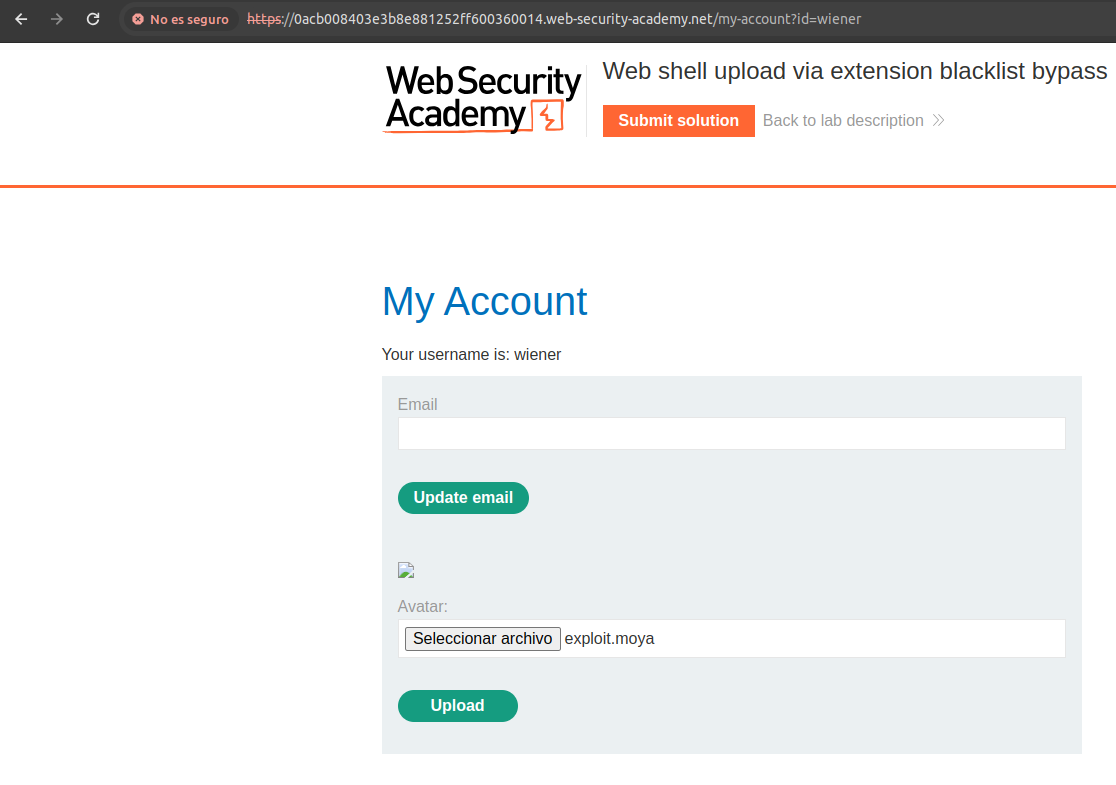 No es seguro https://0acb008403e3b8e881252ff600360014.web-security-academy.net/my-account?id=wiener
Web Security
Academy
Web shell upload via extension blacklist bypass
Submit solution Back to lab description
My Account
Your username is: wiener
Email
Update email
Avatar:
Seleccionar archivo exploit.moya
Upload